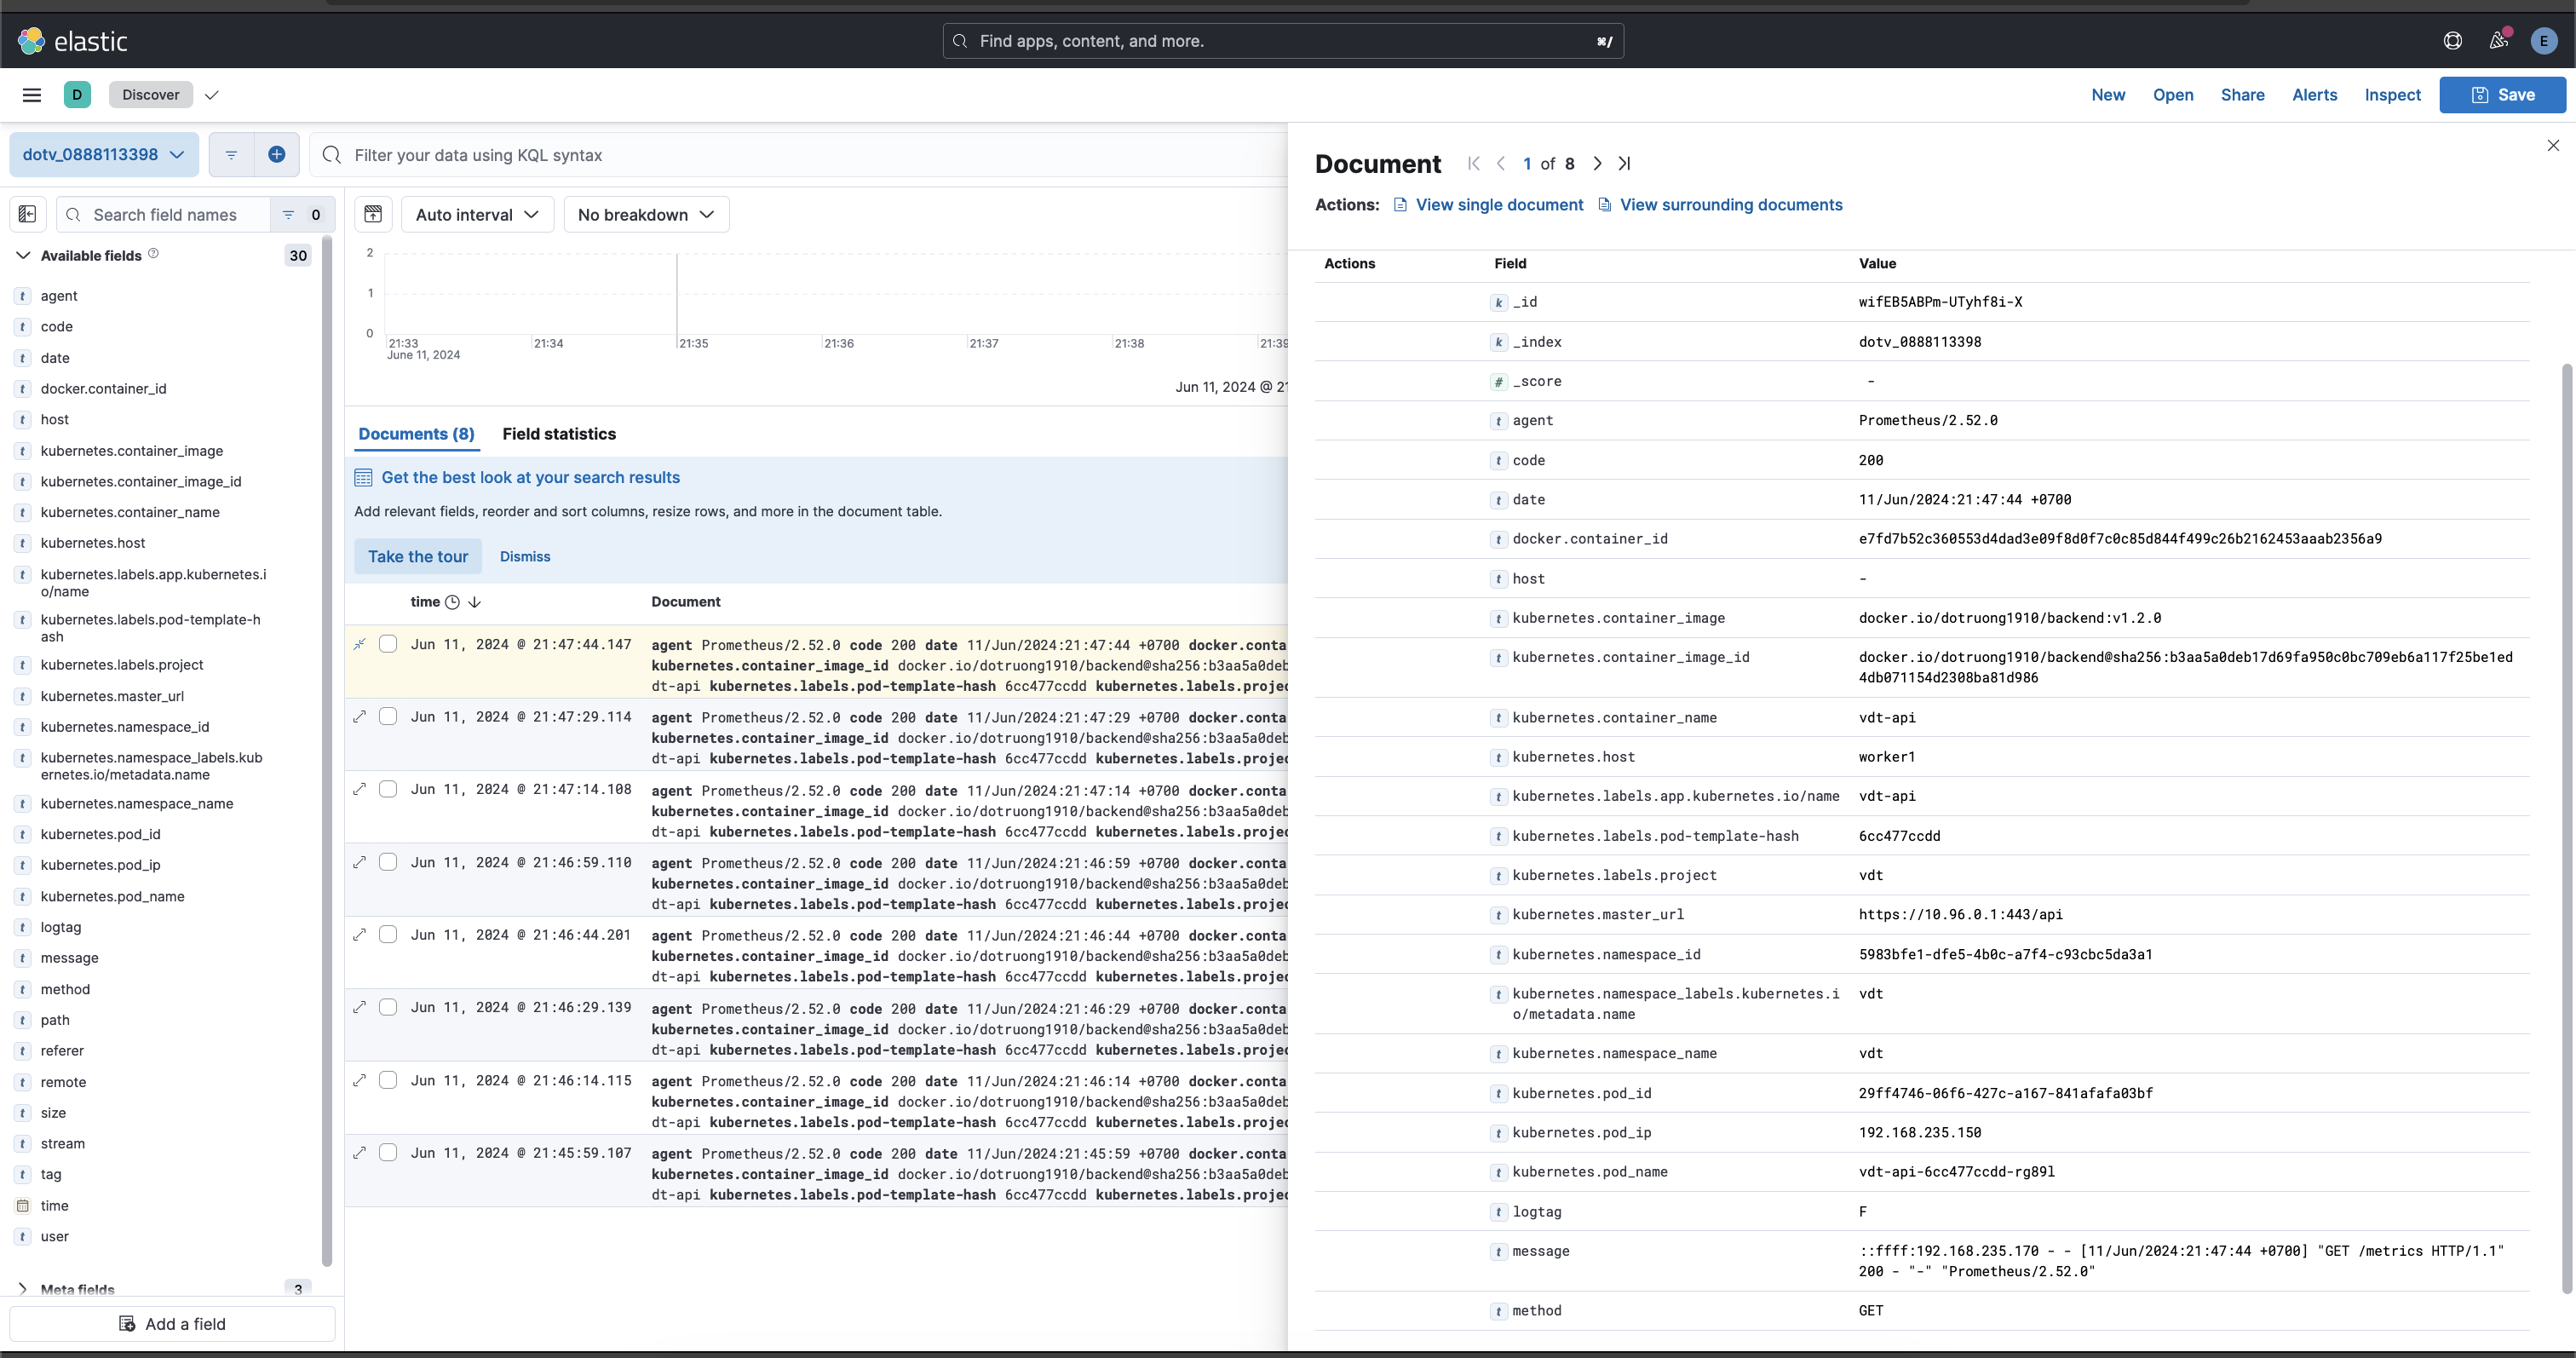 elastic
Find apps, content, and more.
⌘/
E
D
Discover
New
Open
Share
Alerts
Inspect
Save
dotv_0888113398
Filter your data using KQL syntax
Search field names
0
Available fields
30
agent
code
date
docker.container_id
host
kubernetes.container_image
kubernetes.container_image_id
kubernetes.container_name
kubernetes.host
kubernetes.labels.app.kubernetes.i
o/name
kubernetes.labels.pod-template-h
ash
kubernetes.labels.project
kubernetes.master_url
kubernetes.namespace_id
kubernetes.namespace_labels.kub
ernetes.io/metadata.name
kubernetes.namespace_name
kubernetes.pod_id
kubernetes.pod_ip
kubernetes.pod_name
logtag
message
method
path
referer
remote
size
stream
tag
time
user
Meta fields
3
Add a field
Auto interval
No breakdown
2
1
0
21:33
21:34
21:35
21:36
21:37
21:38
21:39
June 11, 2024
Jun 11, 2024 @ 21
Documents (8)
Field statistics
Get the best look at your search results
Add relevant fields, reorder and sort columns, resize rows, and more in the document table.
Take the tour
Dismiss
time
Document
Jun 11, 2024 @ 21:47:44.147
agent Prometheus/2.52.0 code 200 date 11/Jun/2024:21:47:44 +0700 docker.conta
kubernetes.container_image_id docker.io/dotruong1910/backend@sha256:b3aa5a0deb
dt-api kubernetes.labels.pod-template-hash 6cc477ccdd kubernetes.labels.projec
Jun 11, 2024 @ 21:47:29.114
agent Prometheus/2.52.0 code 200 date 11/Jun/2024:21:47:29 +0700 docker.conta
kubernetes.container_image_id docker.io/dotruong1910/backend@sha256:b3aa5a0deb
dt-api kubernetes.labels.pod-template-hash 6cc477ccdd kubernetes.labels.projec
Jun 11, 2024 @ 21:47:14.108
agent Prometheus/2.52.0 code 200 date 11/Jun/2024:21:47:14 +0700 docker.conta
kubernetes.container_image_id docker.io/dotruong1910/backend@sha256:b3aa5a0deb
dt-api kubernetes.labels.pod-template-hash 6cc477ccdd kubernetes.labels.projec
Jun 11, 2024 @ 21:46:59.110
agent Prometheus/2.52.0 code 200 date 11/Jun/2024:21:46:59 +0700 docker.conta
kubernetes.container_image_id docker.io/dotruong1910/backend@sha256:b3aa5a0deb
dt-api kubernetes.labels.pod-template-hash 6cc477ccdd kubernetes.labels.projec
Jun 11, 2024 @ 21:46:44.201
agent Prometheus/2.52.0 code 200 date 11/Jun/2024:21:46:44 +0700 docker.conta
kubernetes.container_image_id docker.io/dotruong1910/backend@sha256:b3aa5a0deb
dt-api kubernetes.labels.pod-template-hash 6cc477ccdd kubernetes.labels.projec
Jun 11, 2024 @ 21:46:29.139
agent Prometheus/2.52.0 code 200 date 11/Jun/2024:21:46:29 +0700 docker.conta
kubernetes.container_image_id docker.io/dotruong1910/backend@sha256:b3aa5a0deb
dt-api kubernetes.labels.pod-template-hash 6cc477ccdd kubernetes.labels.projec
Jun 11, 2024 @ 21:46:14.115
agent Prometheus/2.52.0 code 200 date 11/Jun/2024:21:46:14 +0700 docker.conta
kubernetes.container_image_id docker.io/dotruong1910/backend@sha256:b3aa5a0deb
dt-api kubernetes.labels.pod-template-hash 6cc477ccdd kubernetes.labels.projec
Jun 11, 2024 @ 21:45:59.107
agent Prometheus/2.52.0 code 200 date 11/Jun/2024:21:45:59 +0700 docker.conta
kubernetes.container_image_id docker.io/dotruong1910/backend@sha256:b3aa5a0deb
dt-api kubernetes.labels.pod-template-hash 6cc477ccdd kubernetes.labels.projec
Document
1 of 8
Actions:
View single document
View surrounding documents
Actions
Field
Value
_id
wifEB5ABPm-UTyhf8i-X
_index
dotv_0888113398
_score
-
agent
Prometheus/2.52.0
code
200
date
11/Jun/2024:21:47:44 +0700
docker.container_id
e7fd7b52c360553d4dad3e09f8d0f7c0c85d844f499c26b2162453aaab2356a9
host
-
kubernetes.container_image
docker.io/dotruong1910/backend:v1.2.0
kubernetes.container_image_id
docker.io/dotruong1910/backend@sha256:b3aa5a0deb17d69fa950c0bc709eb6a117f25be1ed
4db071154d2308ba81d986
kubernetes.container_name
vdt-api
kubernetes.host
worker1
kubernetes.labels.app.kubernetes.io/name
vdt-api
kubernetes.labels.pod-template-hash
6cc477ccdd
kubernetes.labels.project
vdt
kubernetes.master_url
https://10.96.0.1:443/api
kubernetes.namespace_id
5983bfe1-dfe5-4b0c-a7f4-c93cbc5da3a1
kubernetes.namespace_labels.kubernetes.i
o/metadata.name
vdt
kubernetes.namespace_name
vdt
kubernetes.pod_id
29ff4746-06f6-427c-a167-841afafa03bf
kubernetes.pod_ip
192.168.235.150
kubernetes.pod_name
vdt-api-6cc477ccdd-rg89l
logtag
F
message
::ffff:192.168.235.170 - - [11/Jun/2024:21:47:44 +0700] "GET /metrics HTTP/1.1"
200 - "-" "Prometheus/2.52.0"
method
GET